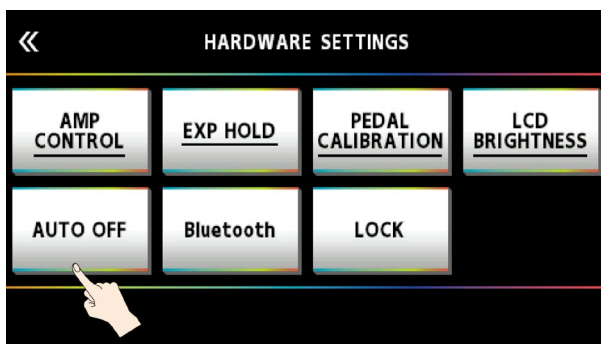 «
HARDWARE SETTINGS
AMP
CONTROL
EXP HOLD
PEDAL
CALIBRATION
LCD
BRIGHTNESS
AUTO OFF
Bluetooth
LOCK